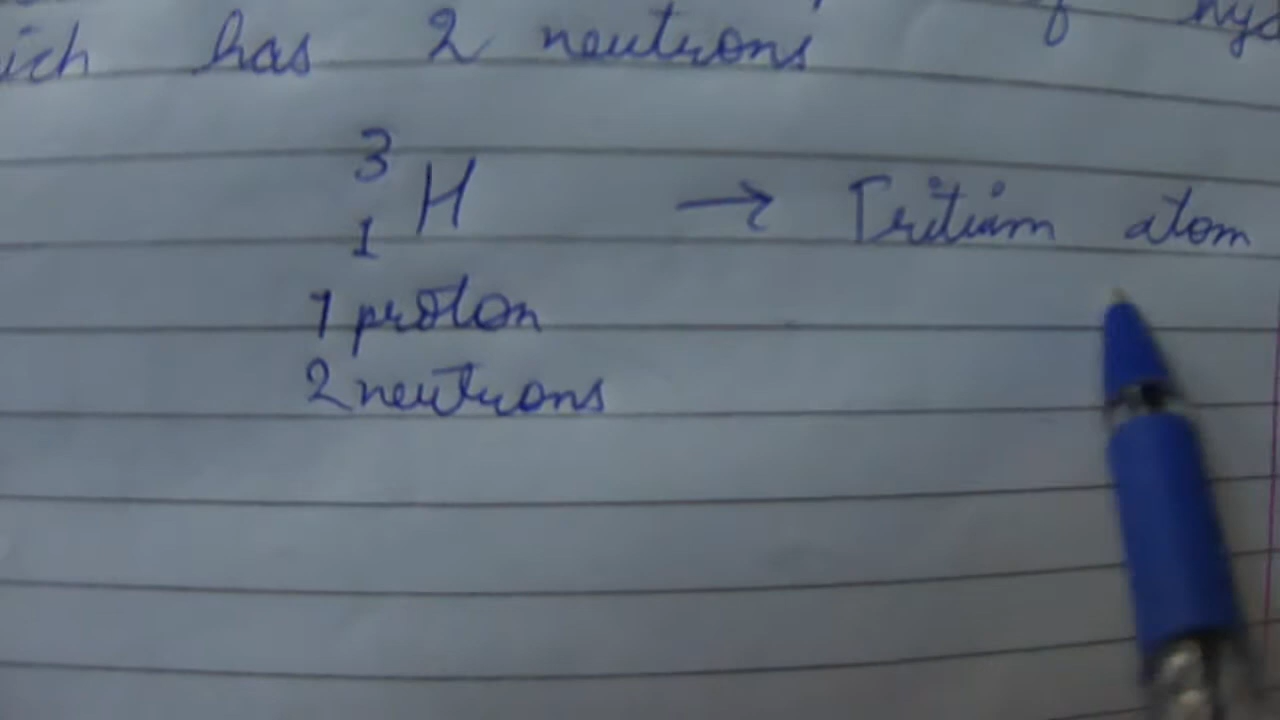 has 2 neutrons
3
1 H → Tritium atom
1 proton
2 neutrons